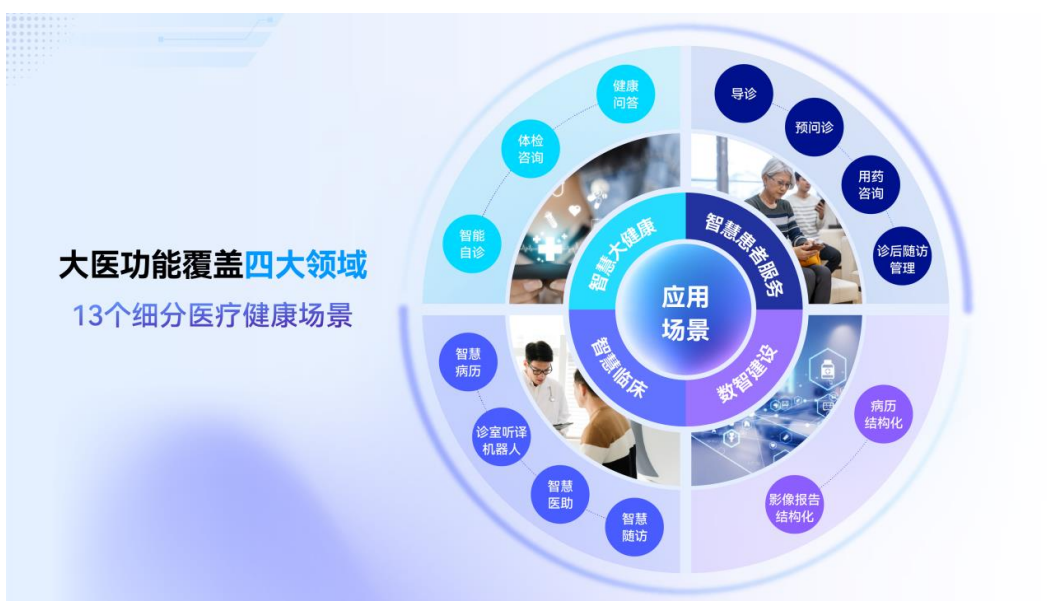 大医功能覆盖四大领域
13个细分医疗健康场景
应用
场景
智慧大健康
健康
问答
体检
咨询
智能
自诊
智慧患者服务
导诊
预问诊
用药
咨询
诊后随访
管理
智慧临床
智慧
病历
诊室听译
机器人
智慧
医助
智慧
随访
数智建设
病历
结构化
影像报告
结构化